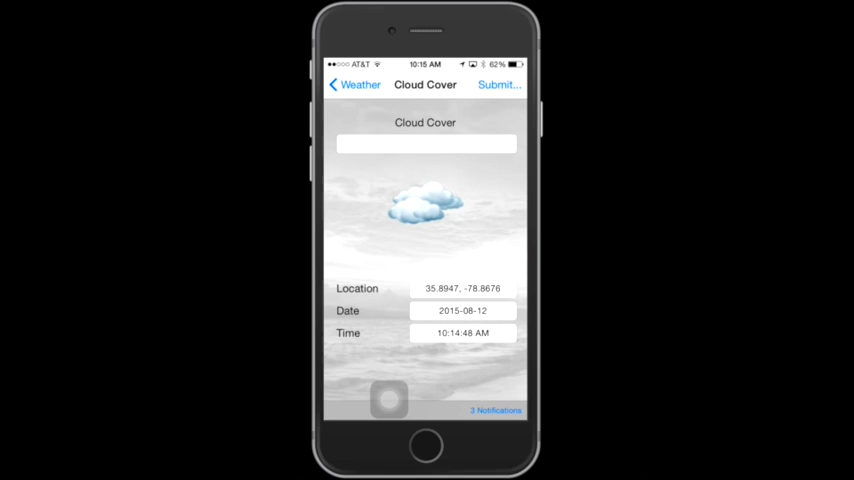 AT&T 10:15 AM 62%
Weather Cloud Cover Submit...
Cloud Cover
Location 35.8947, -78.8676
Date 2015-08-12
Time 10:14:48 AM
3 Notifications